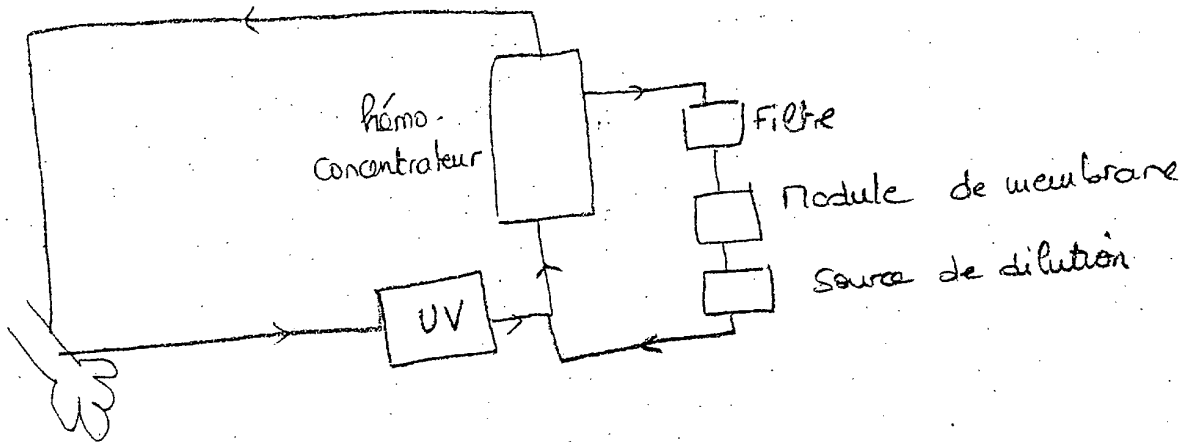 hémo-
concentrateur
Filtre
Module de membrane
Source de dilution
UV